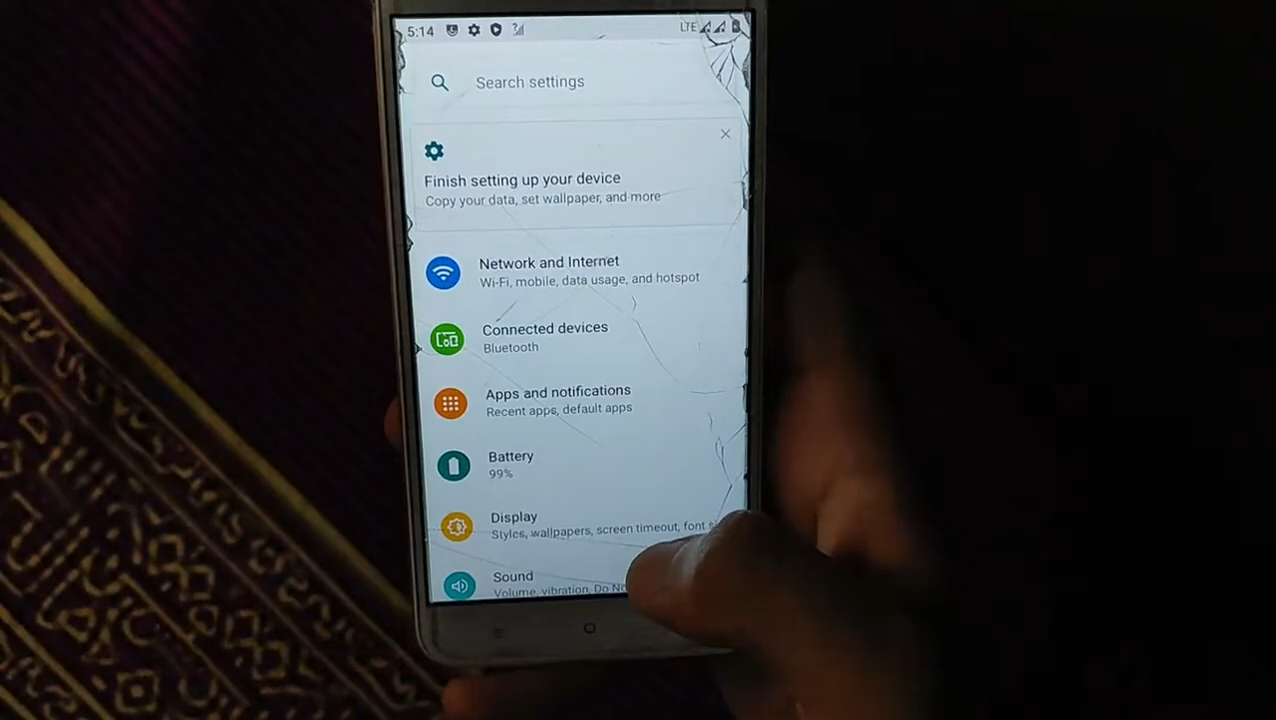 5:14 LTE
Search settings
Finish setting up your device
Copy your data, set wallpaper, and more
Network and Internet
Wi-Fi, mobile, data usage, and hotspot
Connected devices
Bluetooth
Apps and notifications
Recent apps, default apps
Battery
99%
Display
Styles, wallpapers, screen timeout, font
Sound
Volume, vibration, Do